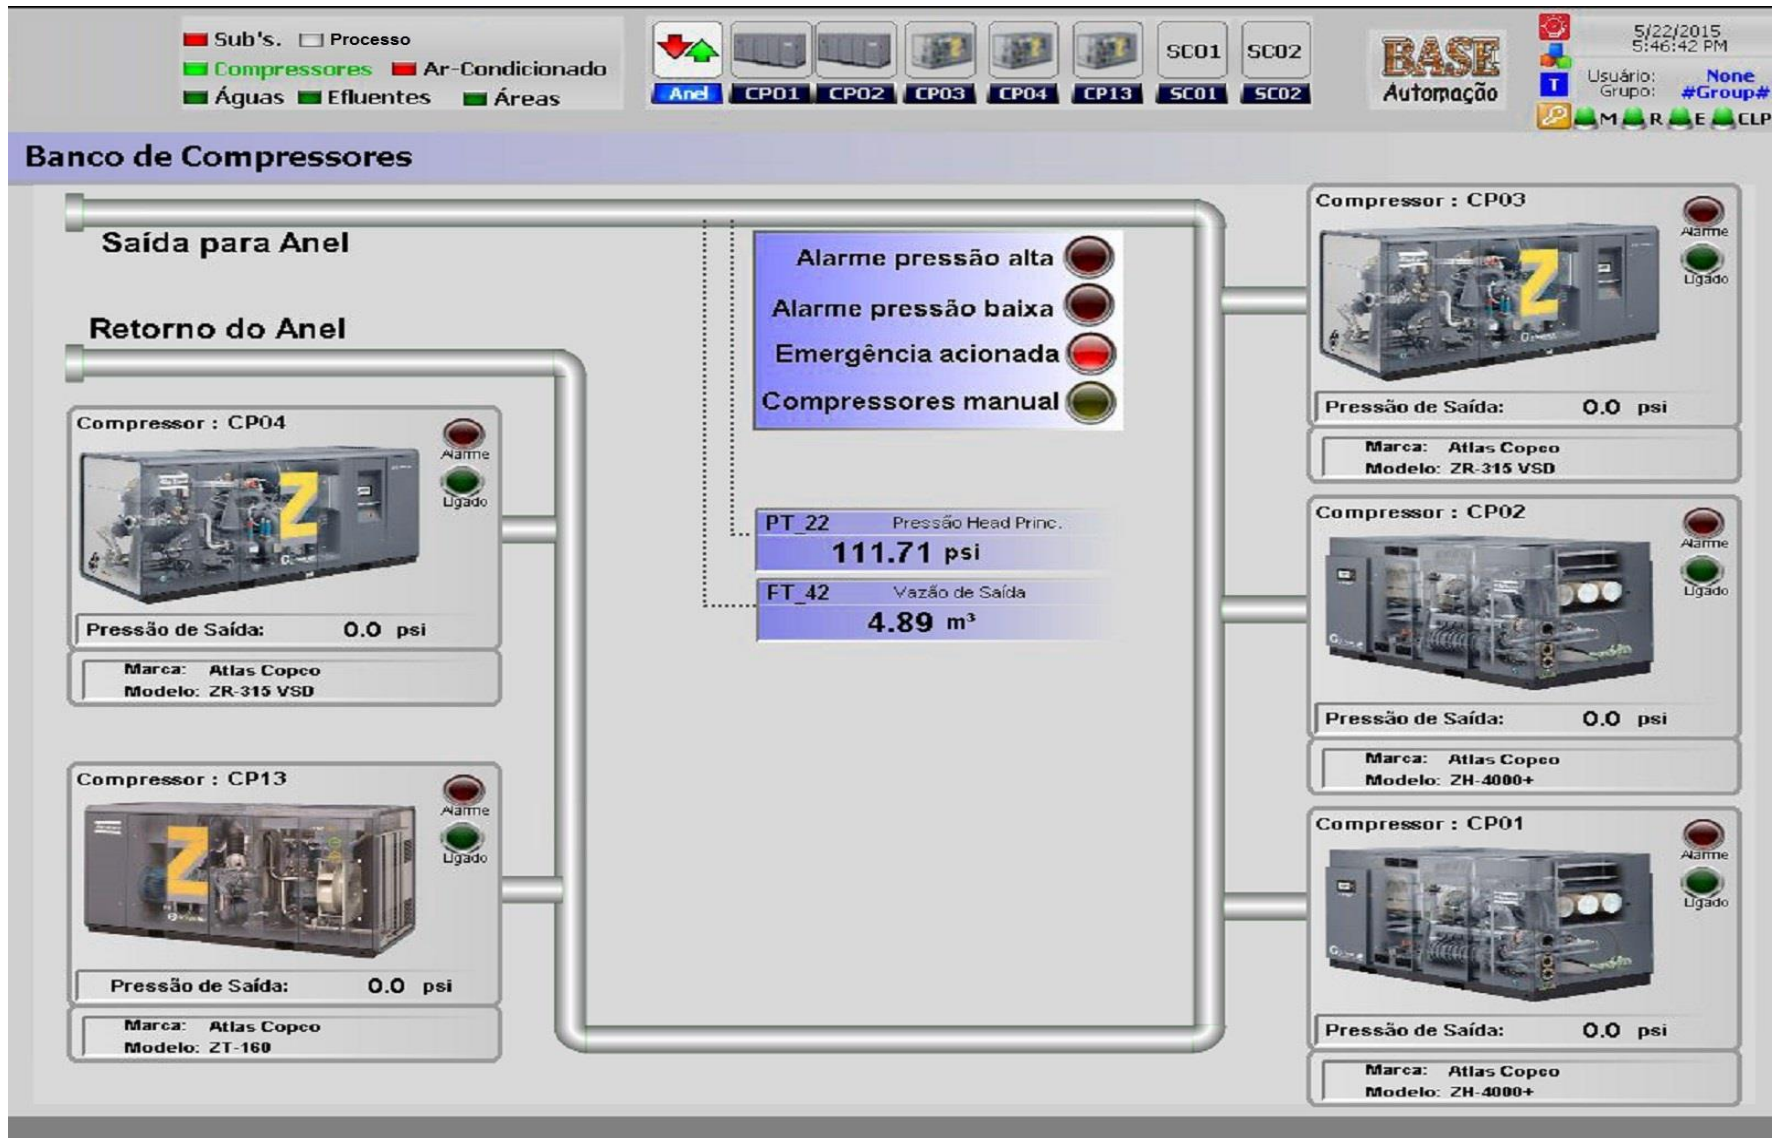 Sub's. Processo
Compressores Ar-Condicionado
Águas Efluentes Áreas
SC01 SC02
Anel CP01 CP02 CP03 CP04 CP13 SC01 SC02
BASE
Automação
5/22/2015
5:46:42 PM
T
Usuário: None
Grupo: #Group#
M R E CLP
Banco de Compressores
Saída para Anel
Retorno do Anel
Alarme pressão alta
Alarme pressão baixa
Emergência acionada
Compressores manual
PT_22 Pressão Head Princ.
111.71 psi
FT_42 Vazão de Saída
4.89 m³
Compressor : CP04
Alarme
Ligado
Z
Pressão de Saída: 0.0 psi
Marca: Atlas Copco
Modelo: ZR-315 VSD
Compressor : CP13
Alarme
Ligado
Z
Pressão de Saída: 0.0 psi
Marca: Atlas Copco
Modelo: ZT-160
Compressor : CP03
Alarme
Ligado
Z
Pressão de Saída: 0.0 psi
Marca: Atlas Copco
Modelo: ZR-315 VSD
Compressor : CP02
Alarme
Ligado
Pressão de Saída: 0.0 psi
Marca: Atlas Copco
Modelo: ZH-4000+
Compressor : CP01
Alarme
Ligado
Pressão de Saída: 0.0 psi
Marca: Atlas Copco
Modelo: ZH-4000+